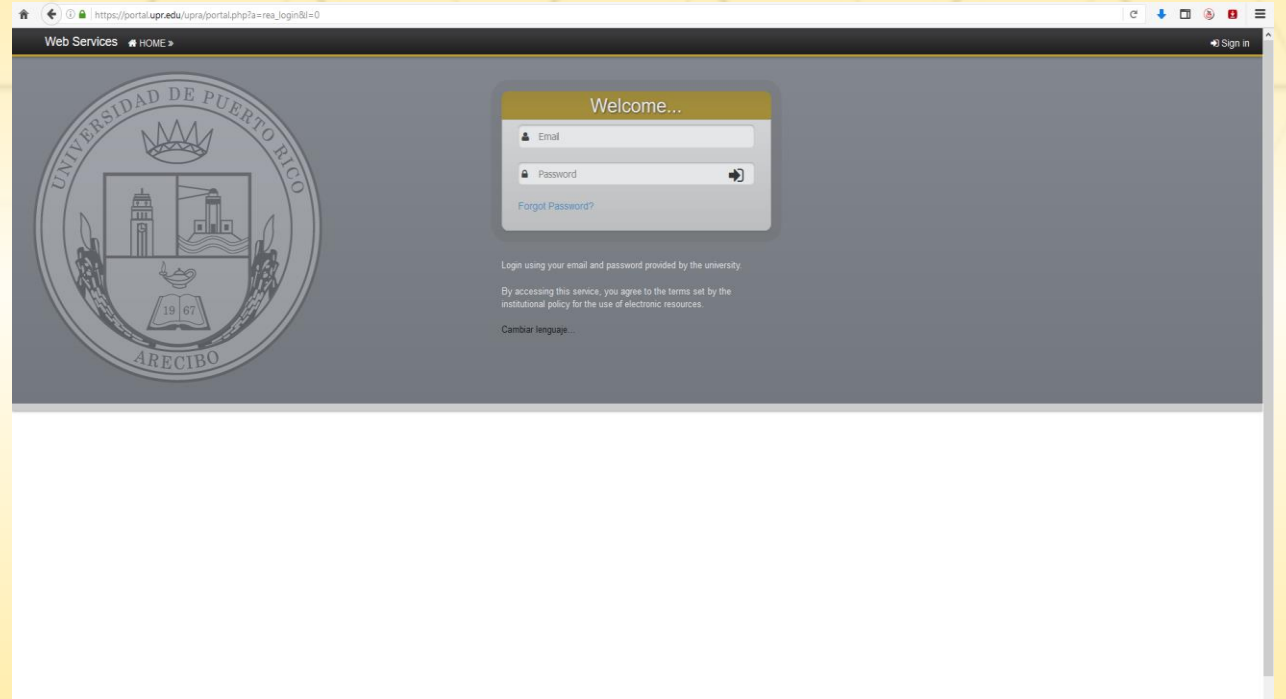 https://portal.upr.edu/upra/portal.php?a=rea_login&l=0
Web Services HOME »
Sign in
UNIVERSIDAD DE PUERTO RICO
19 67
ARECIBO
Welcome...
Email
Password
Forgot Password?
Login using your email and password provided by the university.
By accessing this service, you agree to the terms set by the
institutional policy for the use of electronic resources.
Cambiar lenguaje...